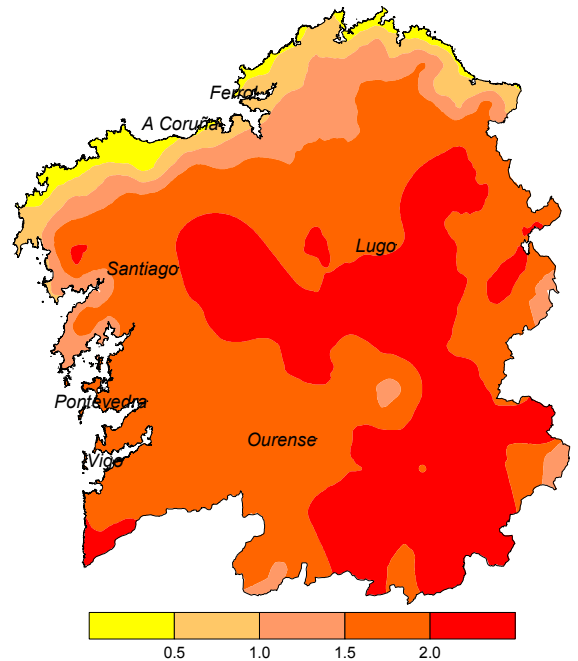 Ferrol
A Coruña
Lugo
Santiago
Pontevedra
Ourense
Vigo
0.5 1.0 1.5 2.0